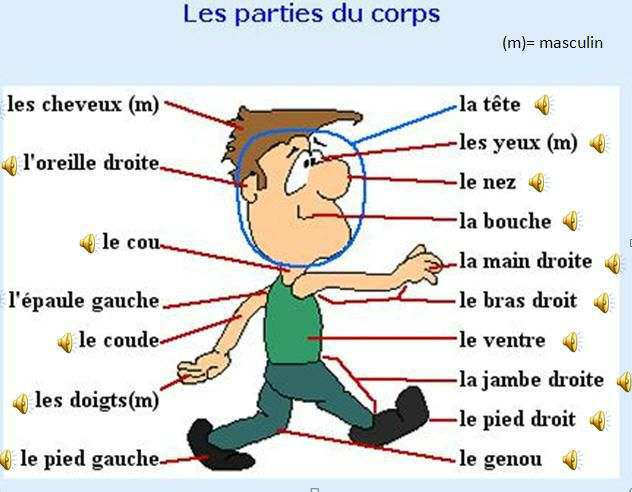 Les parties du corps
(m)= masculin
les cheveux (m)
l'oreille droite
le cou
l'épaule gauche
le coude
les doigts(m)
le pied gauche
la tête
les yeux (m)
le nez
la bouche
la main droite
le bras droit
le ventre
la jambe droite
le pied droit
le genou